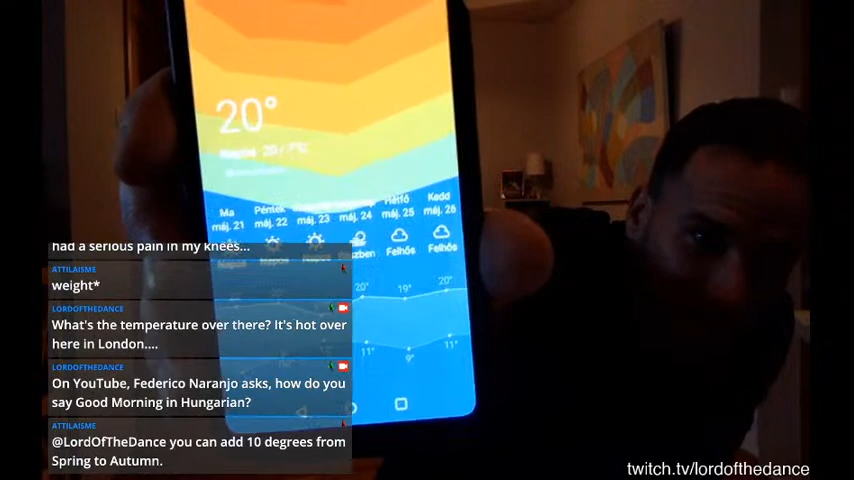 20°
20 / 7°C
Ma
Péntek
Hétfő
Kedd
máj. 21
máj. 22
máj. 23
máj. 24
máj. 25
máj. 26
Felhős
Felhős
20°
19°
20°
11°
9°
11°
had a serious pain in my knees...
ATTILAISME
weight*
LORDOFTHEDANCE
What's the temperature over there? It's hot over
here in London....
LORDOFTHEDANCE
On YouTube, Federico Naranjo asks, how do you
say Good Morning in Hungarian?
ATTILAISME
@LordOfTheDance you can add 10 degrees from
Spring to Autumn.
twitch.tv/lordofthedance